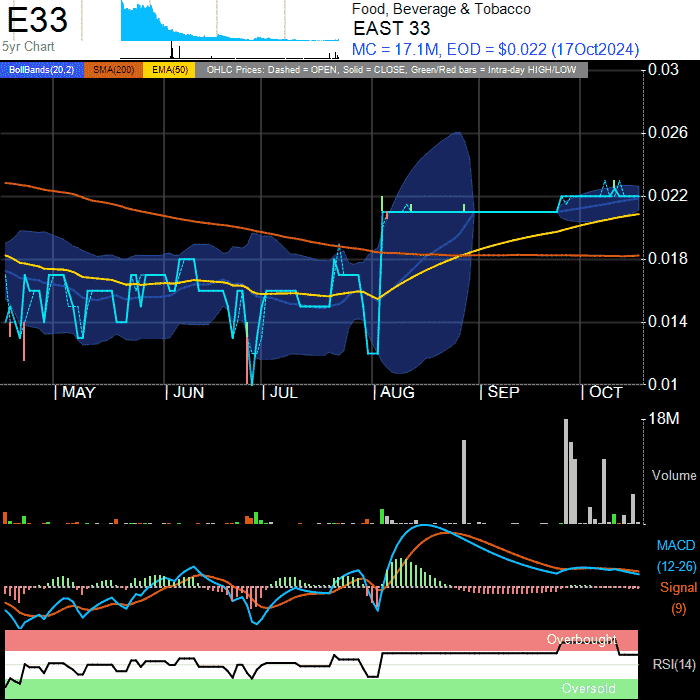 E33
5yr Chart
Food, Beverage & Tobacco
EAST 33
MC = 17.1M, EOD = $0.022 (17Oct2024)
BollBands(20,2) SMA(200) EMA(50) OHLC Prices: Dashed = OPEN, Solid = CLOSE, Green/Red bars = Intra-day HIGH/LOW
0.03
0.026
0.022
0.018
0.014
0.01
MAY JUN JUL AUG SEP OCT
18M
Volume
MACD
(12-26)
Signal
(9)
Overbought
RSI(14)
Oversold